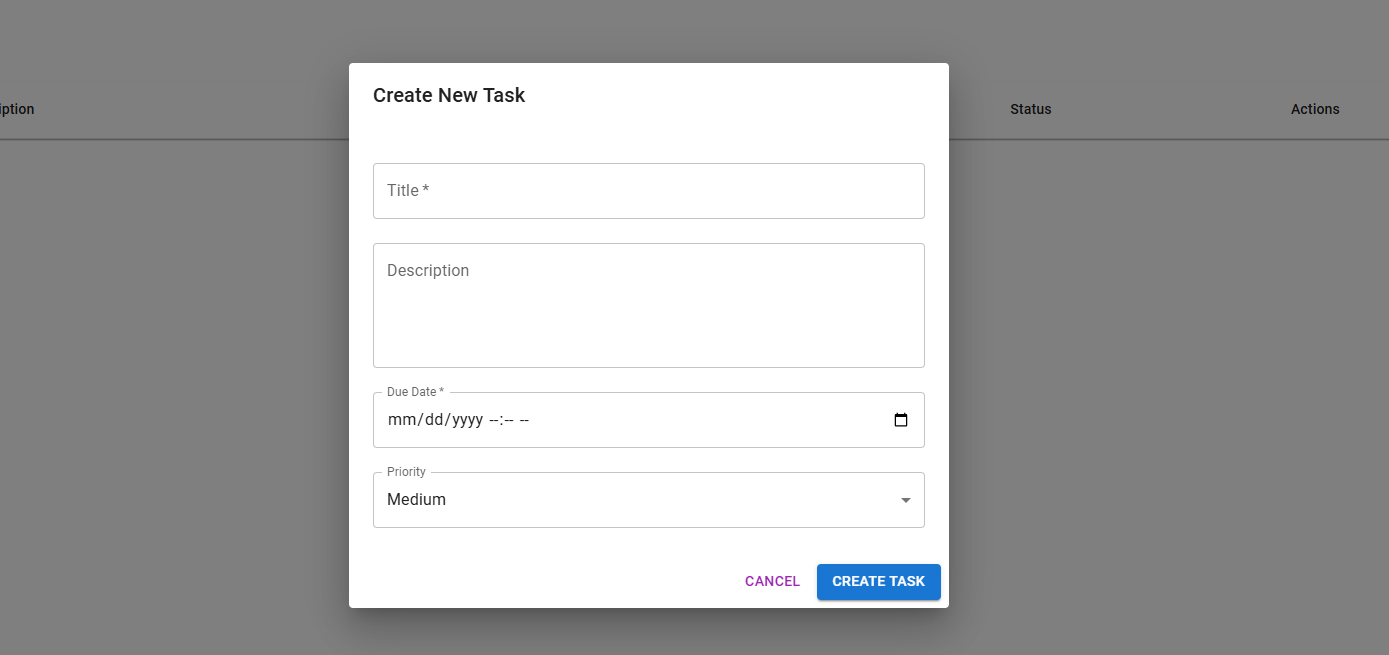 Create New Task
iption
Status
Actions
Title *
Description
Due Date *
mm/dd/yyyy --:-- --
Priority
Medium
CANCEL
CREATE TASK